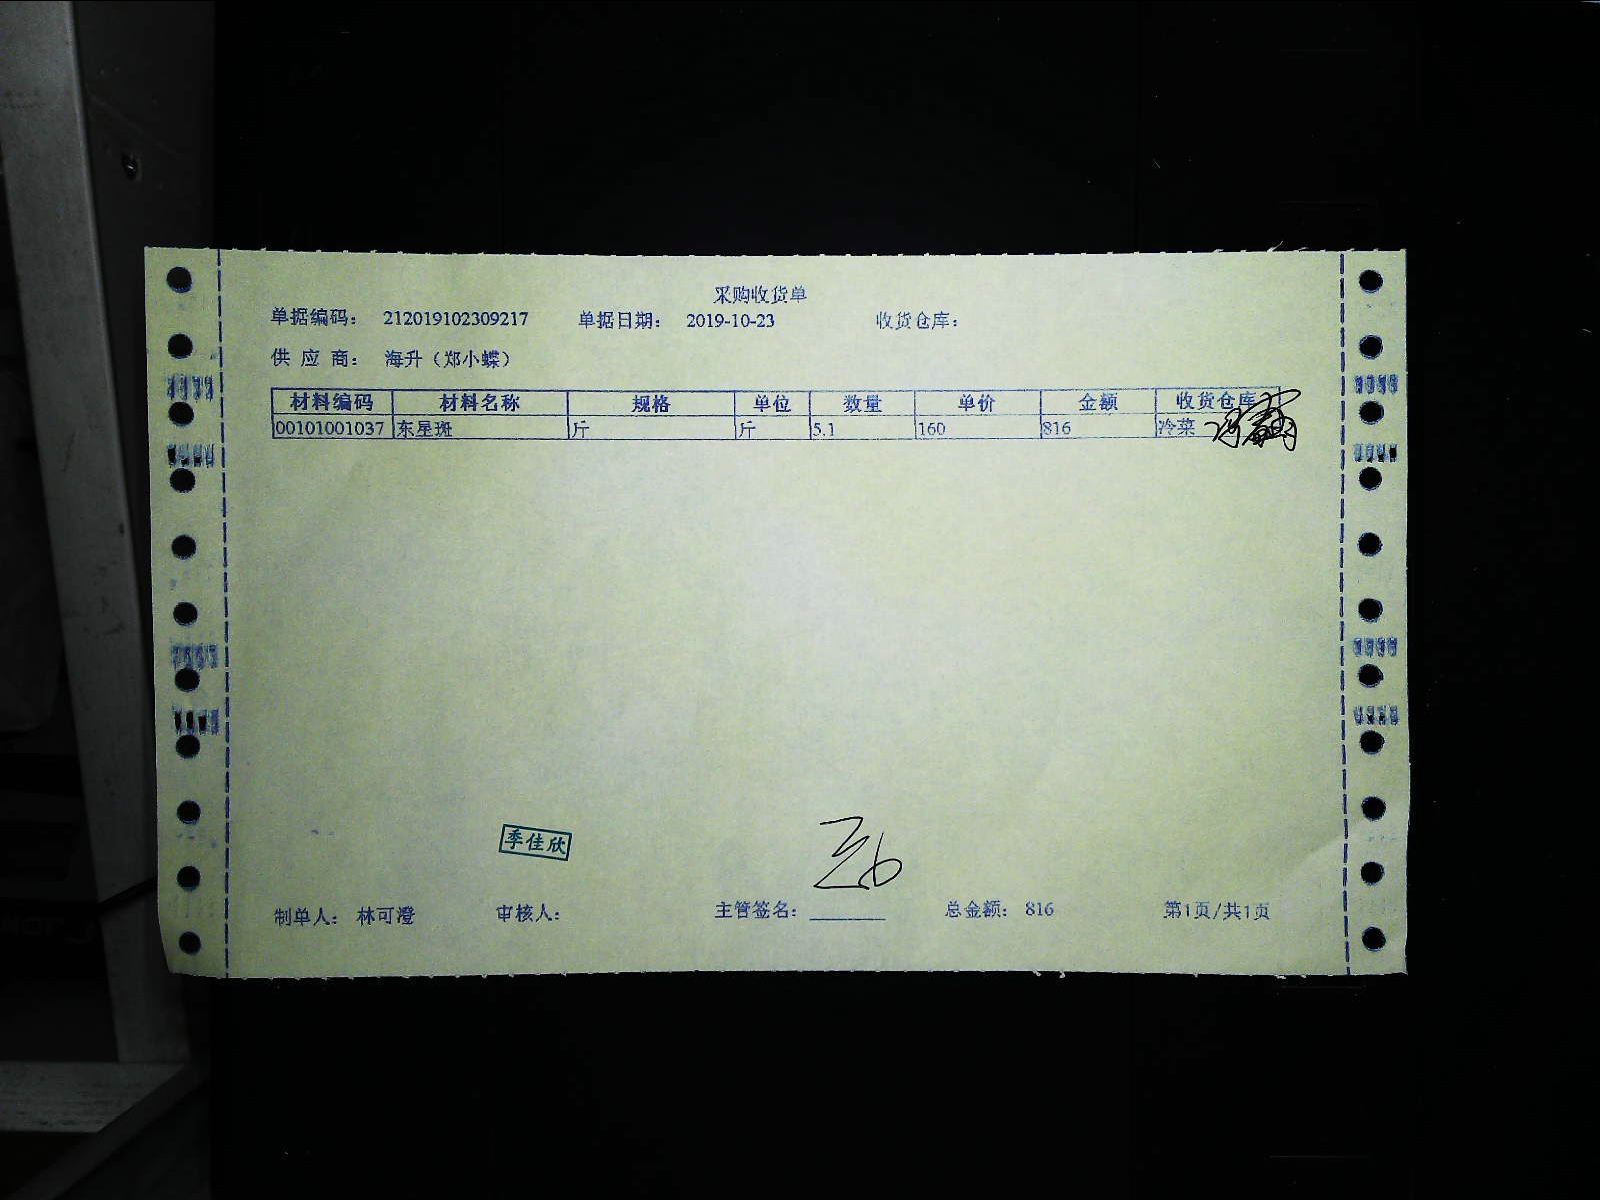 采购收货单
单据编码： 212019102309217 单据日期： 2019-10-23 收货仓库：
供 应 商： 海升（郑小蝶）
材料编码 材料名称 规格 单位 数量 单价 金额 收货仓库
00101001037 东星斑 斤 斤 5.1 160 816 冷菜
季佳欣
制单人： 林可澄 审核人： 主管签名： 总金额： 816 第1页/共1页